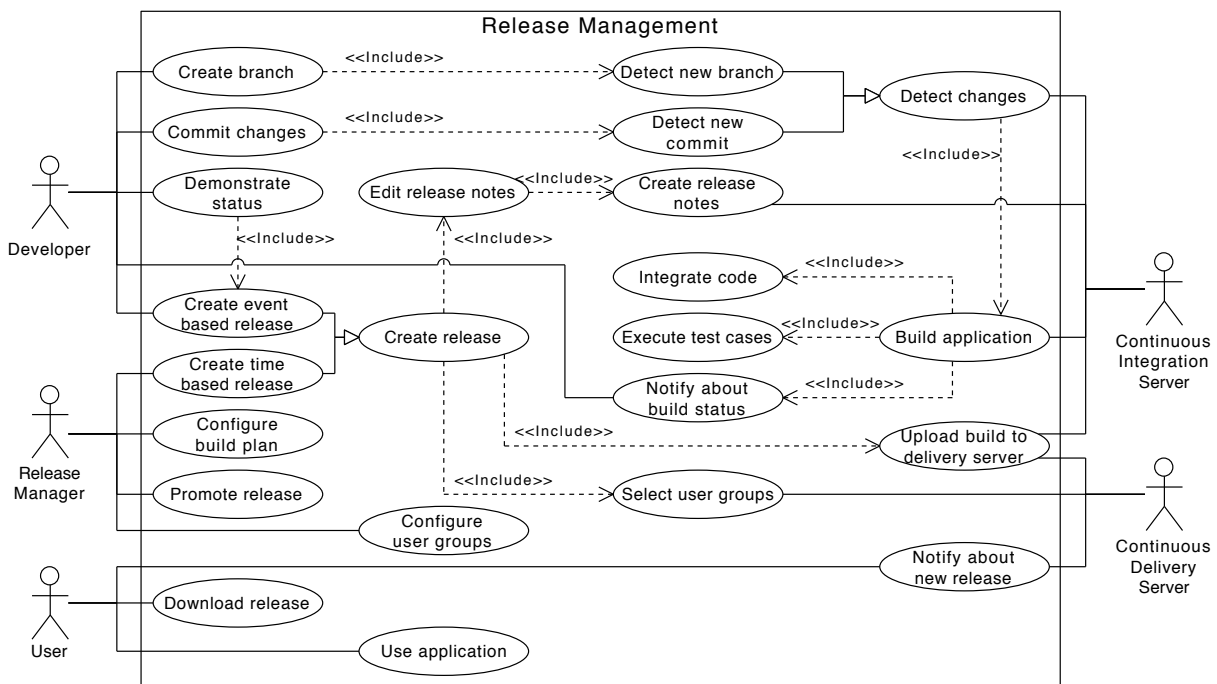 Release Management
<<Include>>
Create branch
Detect new branch
Detect changes
<<Include>>
Commit changes
Detect new
commit
<<Include>>
Demonstrate
status
Edit release notes
<<Include>>
Create release
notes
Developer
<<Include>>
<<Include>>
<<Include>>
Integrate code
Create event
based release
Create release
Execute test cases
<<Include>>
Build application
Continuous
Integration
Server
Create time
based release
<<Include>>
Notify about
build status
Configure
build plan
<<Include>>
Upload build to
delivery server
Release
Manager
Promote release
<<Include>>
Select user groups
Configure
user groups
Continuous
Delivery
Server
Notify about
new release
Download release
User
Use application